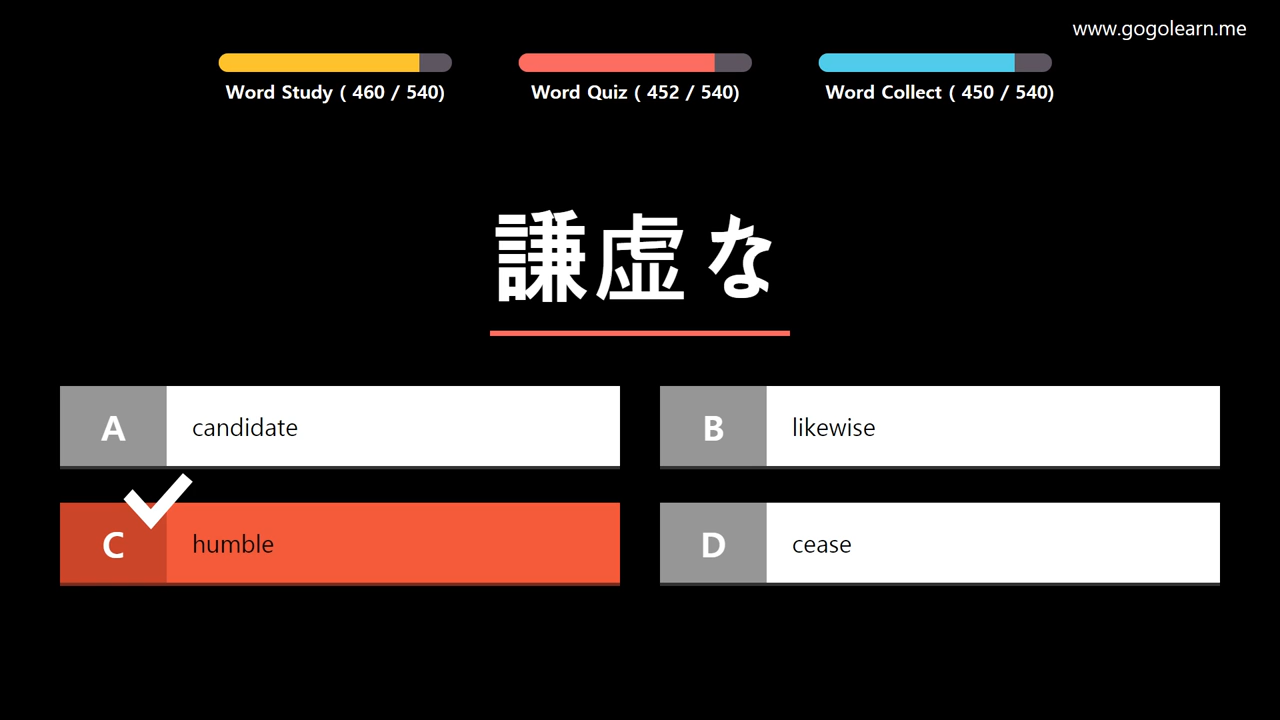 www.gogolearn.me
Word Study ( 460 / 540)
Word Quiz ( 452 / 540)
Word Collect ( 450 / 540)
謙虚な
A candidate
B likewise
C humble
D cease